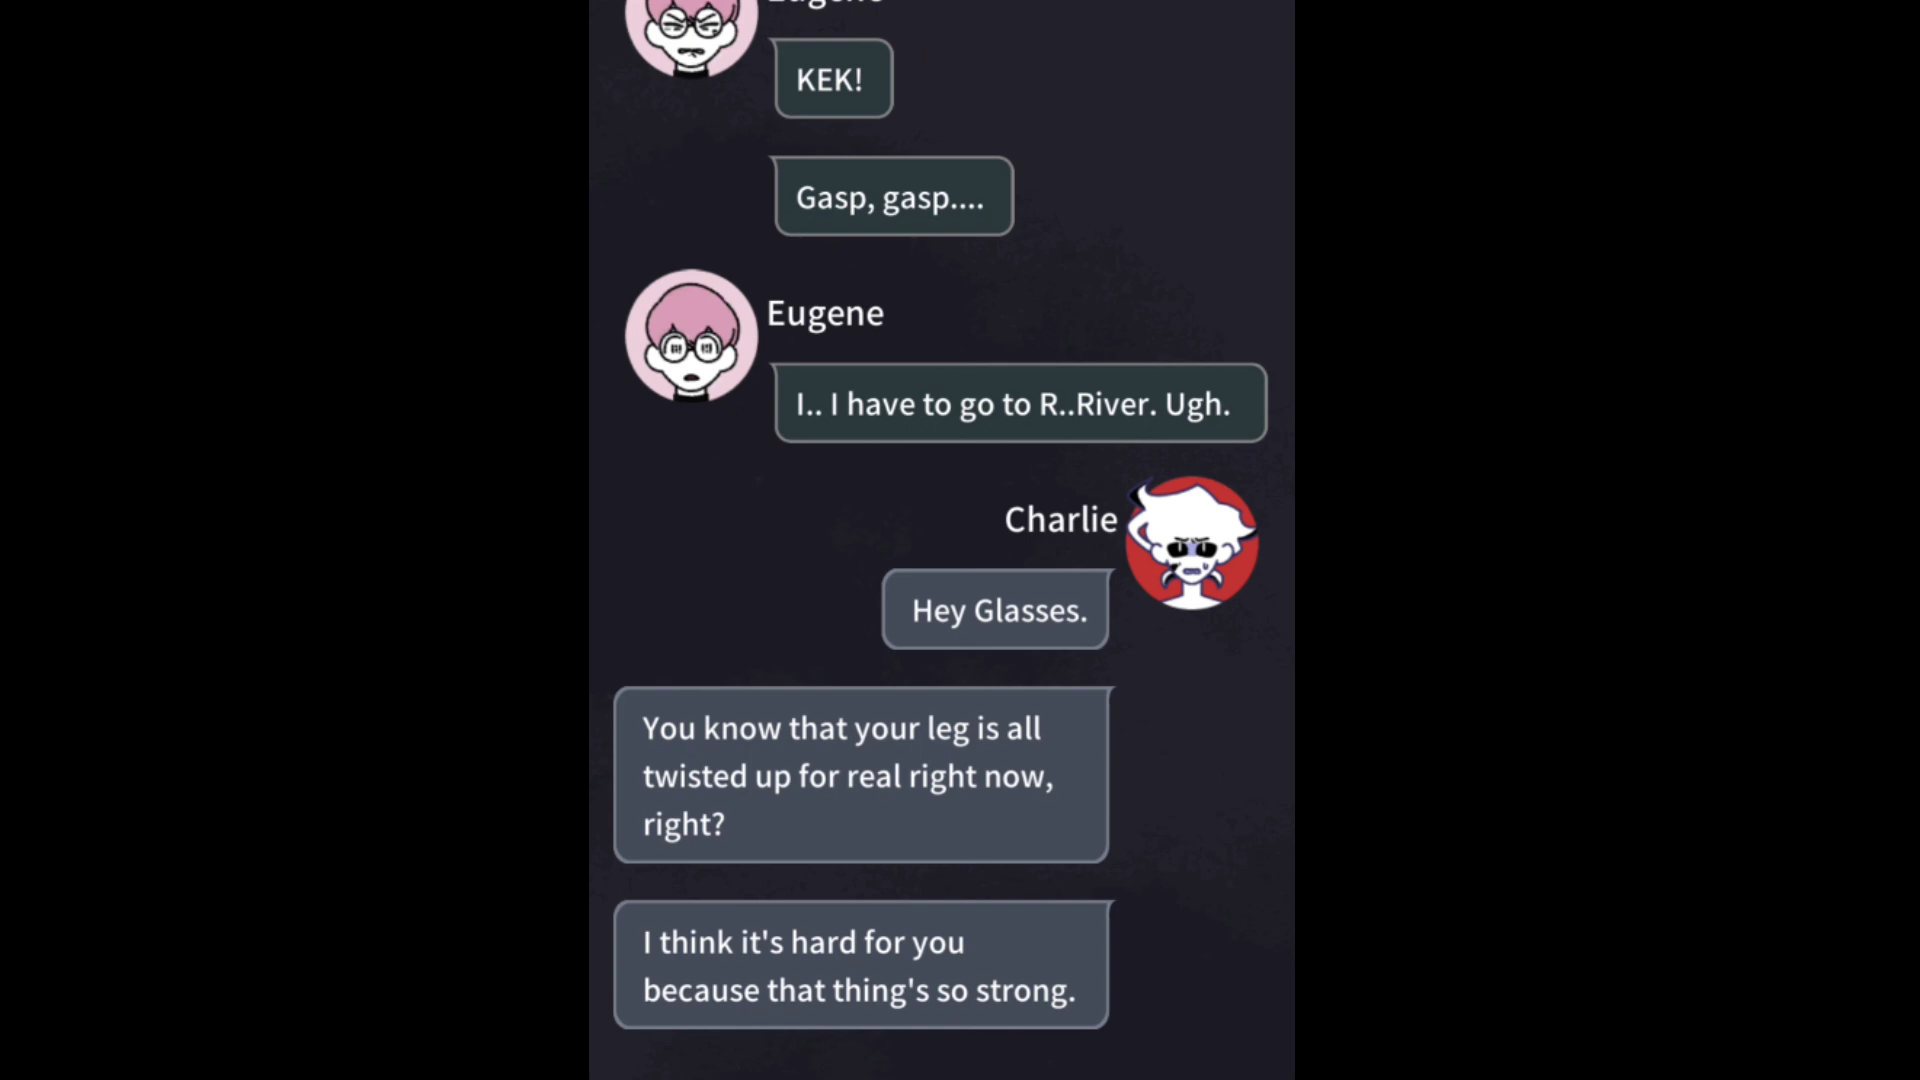 Eugene
KEK!
Gasp, gasp....
Eugene
I.. I have to go to R..River. Ugh.
Charlie
Hey Glasses.
You know that your leg is all
twisted up for real right now,
right?
I think it's hard for you
because that thing's so strong.